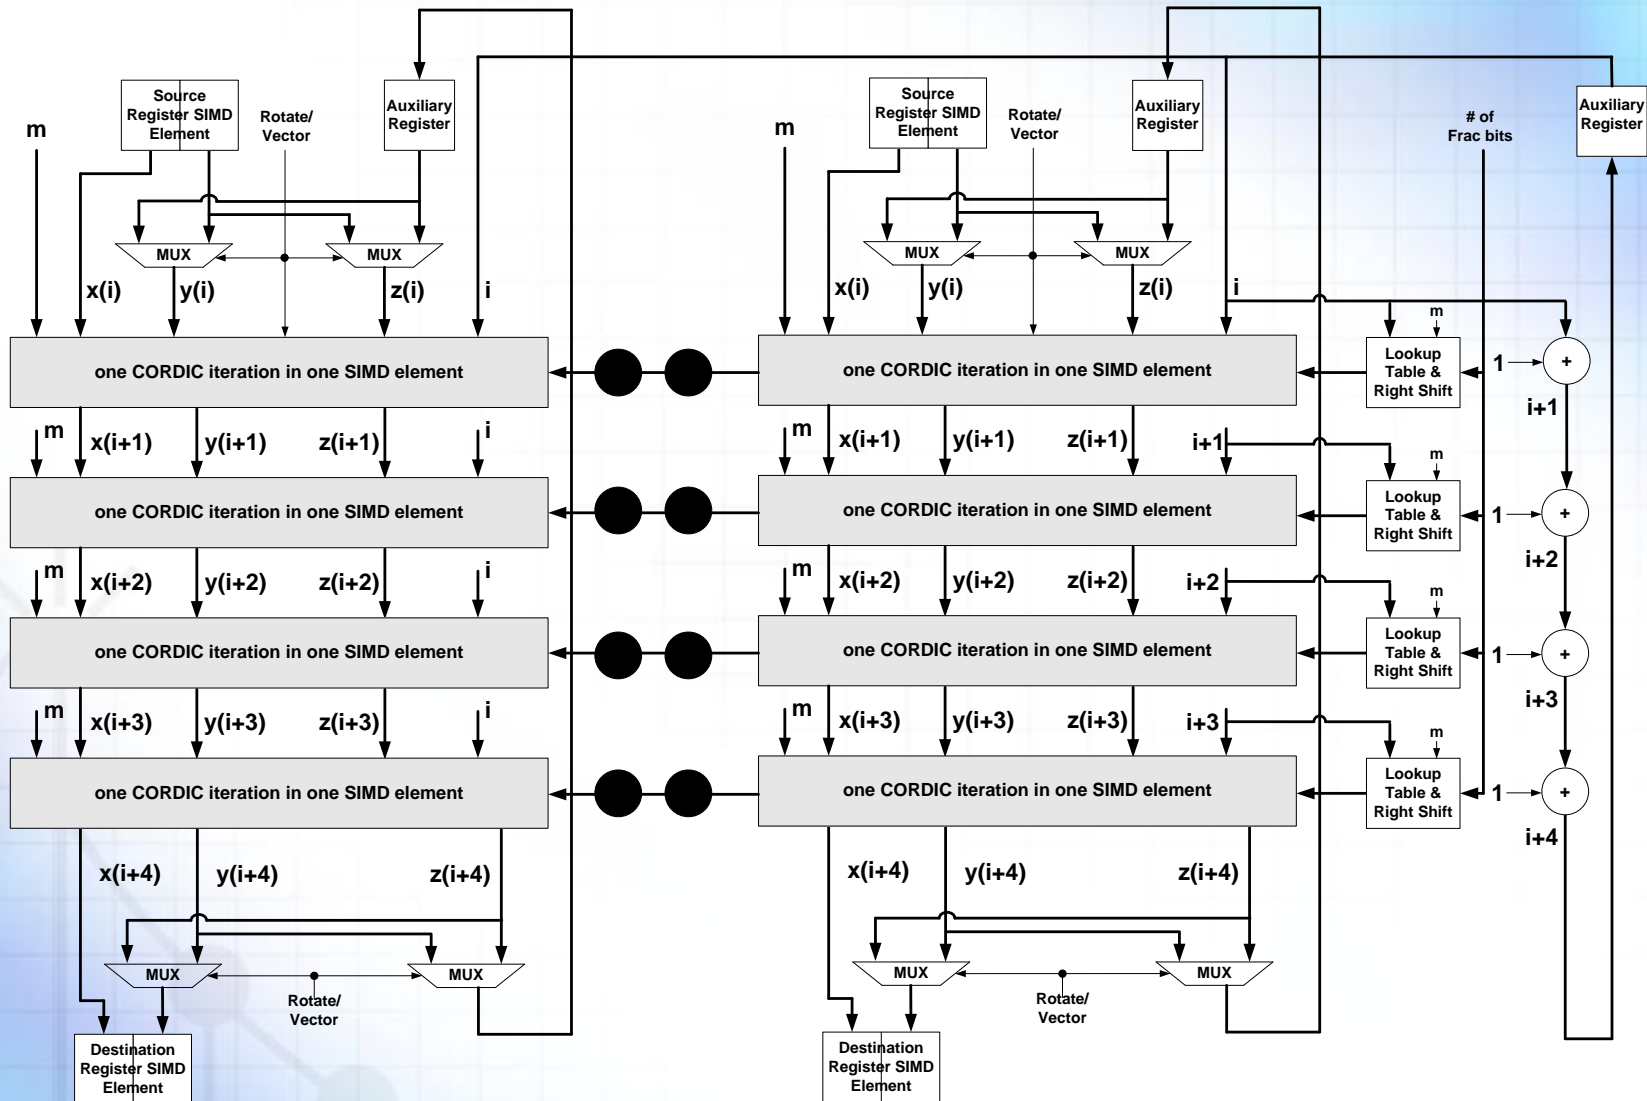 Source
Register SIMD
Element
Auxiliary
Register
Rotate/
Vector
m
Source
Register SIMD
Element
Auxiliary
Register
Rotate/
Vector
m
# of
Frac bits
Auxiliary
Register
MUX
MUX
MUX
MUX
x(i)
y(i)
z(i)
i
x(i)
y(i)
z(i)
i
m
one CORDIC iteration in one SIMD element
one CORDIC iteration in one SIMD element
Lookup
Table &
Right Shift
1
+
i+1
m
x(i+1)
y(i+1)
z(i+1)
i
m
x(i+1)
y(i+1)
z(i+1)
i+1
m
one CORDIC iteration in one SIMD element
one CORDIC iteration in one SIMD element
Lookup
Table &
Right Shift
1
+
i+2
m
x(i+2)
y(i+2)
z(i+2)
i
m
x(i+2)
y(i+2)
z(i+2)
i+2
m
one CORDIC iteration in one SIMD element
one CORDIC iteration in one SIMD element
Lookup
Table &
Right Shift
1
+
i+3
m
x(i+3)
y(i+3)
z(i+3)
i
m
x(i+3)
y(i+3)
z(i+3)
i+3
m
one CORDIC iteration in one SIMD element
one CORDIC iteration in one SIMD element
Lookup
Table &
Right Shift
1
+
i+4
x(i+4)
y(i+4)
z(i+4)
x(i+4)
y(i+4)
z(i+4)
MUX
MUX
MUX
MUX
Rotate/
Vector
Rotate/
Vector
Destination
Register SIMD
Element
Destination
Register SIMD
Element